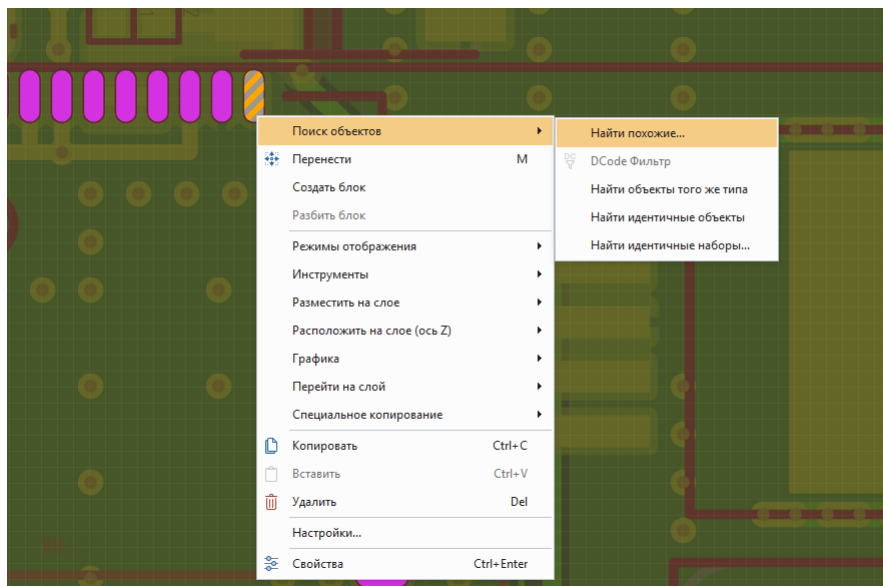 Поиск объектов
Перенести M
Создать блок
Разбить блок
Режимы отображения
Инструменты
Разместить на слое
Расположить на слое (ось Z)
Графика
Перейти на слой
Специальное копирование
Копировать Ctrl+C
Вставить Ctrl+V
Удалить Del
Настройки...
Свойства Ctrl+Enter
Найти похожие...
DC DCode Фильтр
Найти объекты того же типа
Найти идентичные объекты
Найти идентичные наборы...